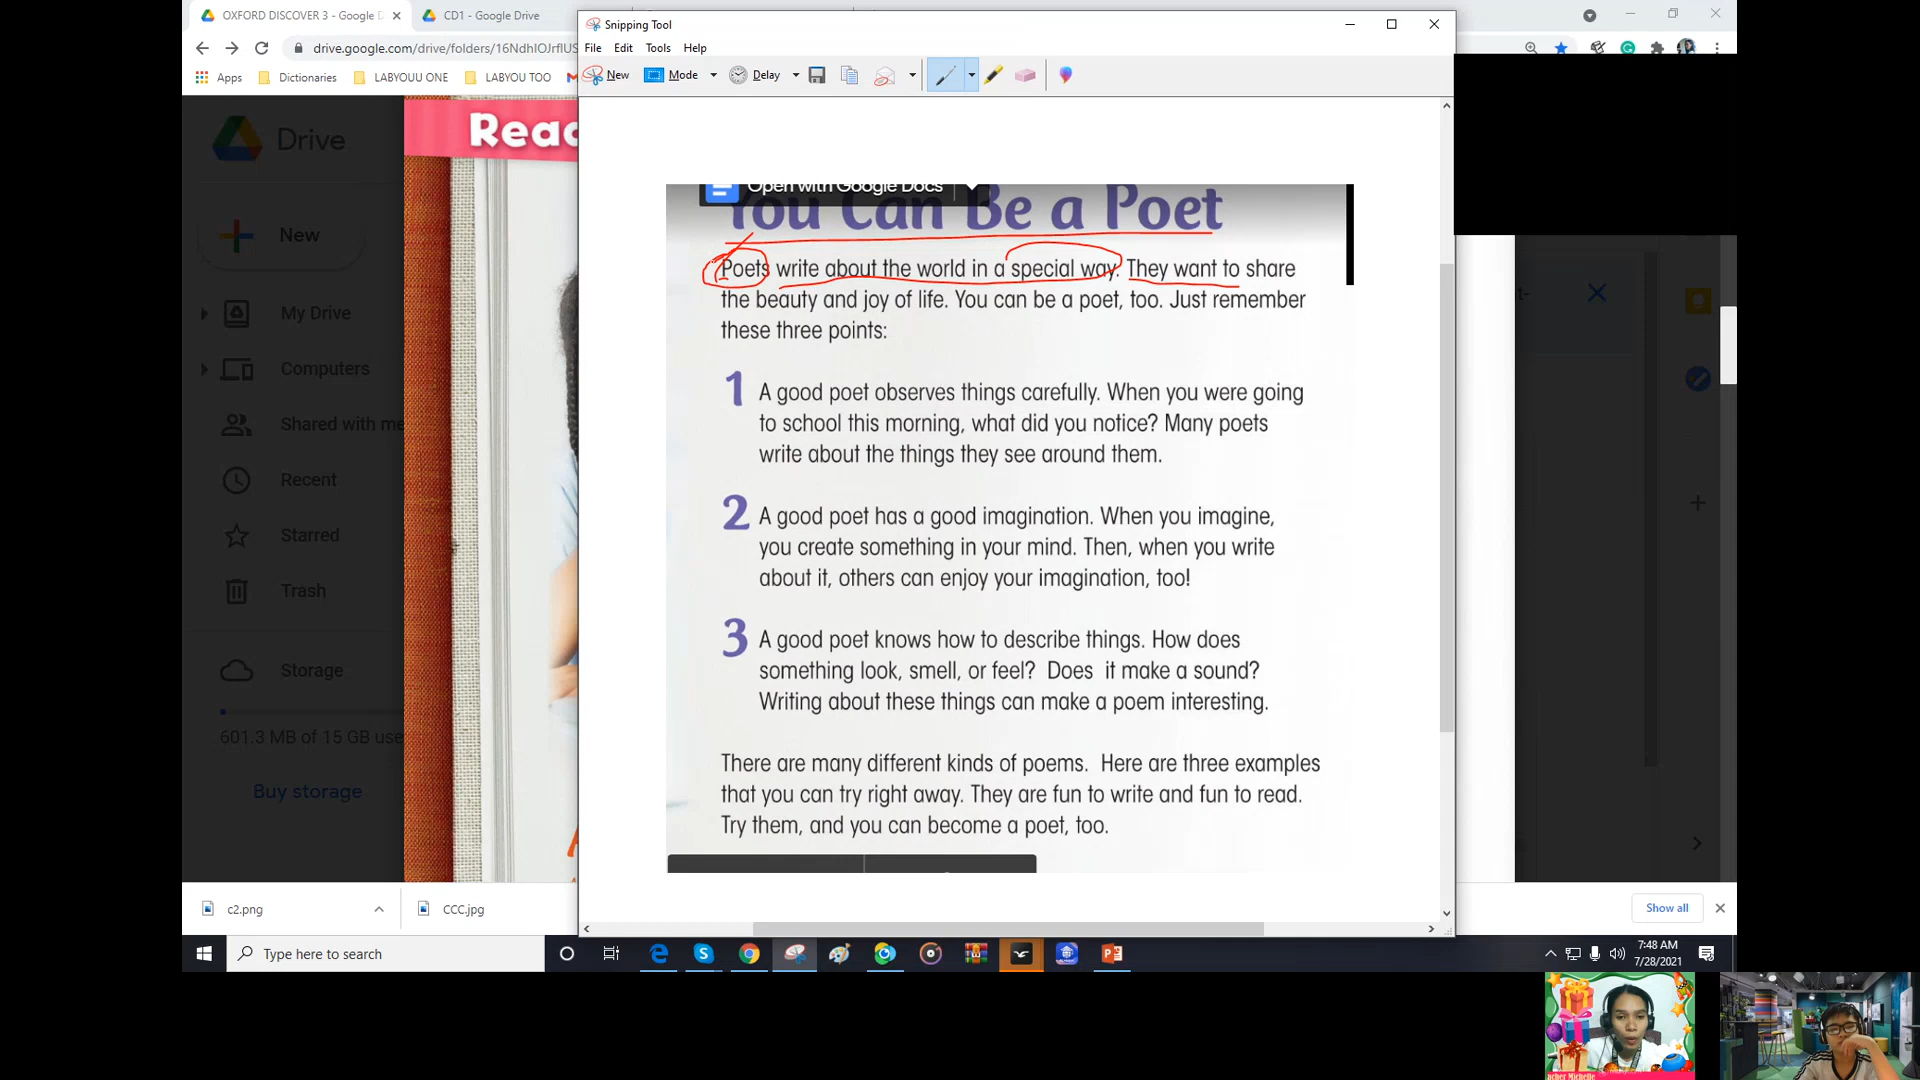 OXFORD DISCOVER 3 - Google D
CD1 - Google Drive
Snipping Tool
drive.google.com/drive/folders/16NdhIOJrflUS
File Edit Tools Help
Apps Dictionaries LABYOUU ONE LABYOU TOO
New Mode Delay
Drive
Read
New
Open with Google Docs
You Can Be a Poet
Poets write about the world in a special way. They want to share
the beauty and joy of life. You can be a poet, too. Just remember
these three points:
1 A good poet observes things carefully. When you were going
to school this morning, what did you notice? Many poets
write about the things they see around them.
2 A good poet has a good imagination. When you imagine,
you create something in your mind. Then, when you write
about it, others can enjoy your imagination, too!
3 A good poet knows how to describe things. How does
something look, smell, or feel? Does it make a sound?
Writing about these things can make a poem interesting.
There are many different kinds of poems. Here are three examples
that you can try right away. They are fun to write and fun to read.
Try them, and you can become a poet, too.
My Drive
Computers
Shared with me
Recent
Starred
Trash
Storage
601.3 MB of 15 GB use
Buy storage
c2.png
CCC.jpg
Show all
Type here to search
7:48 AM
7/28/2021
Teacher Michelle